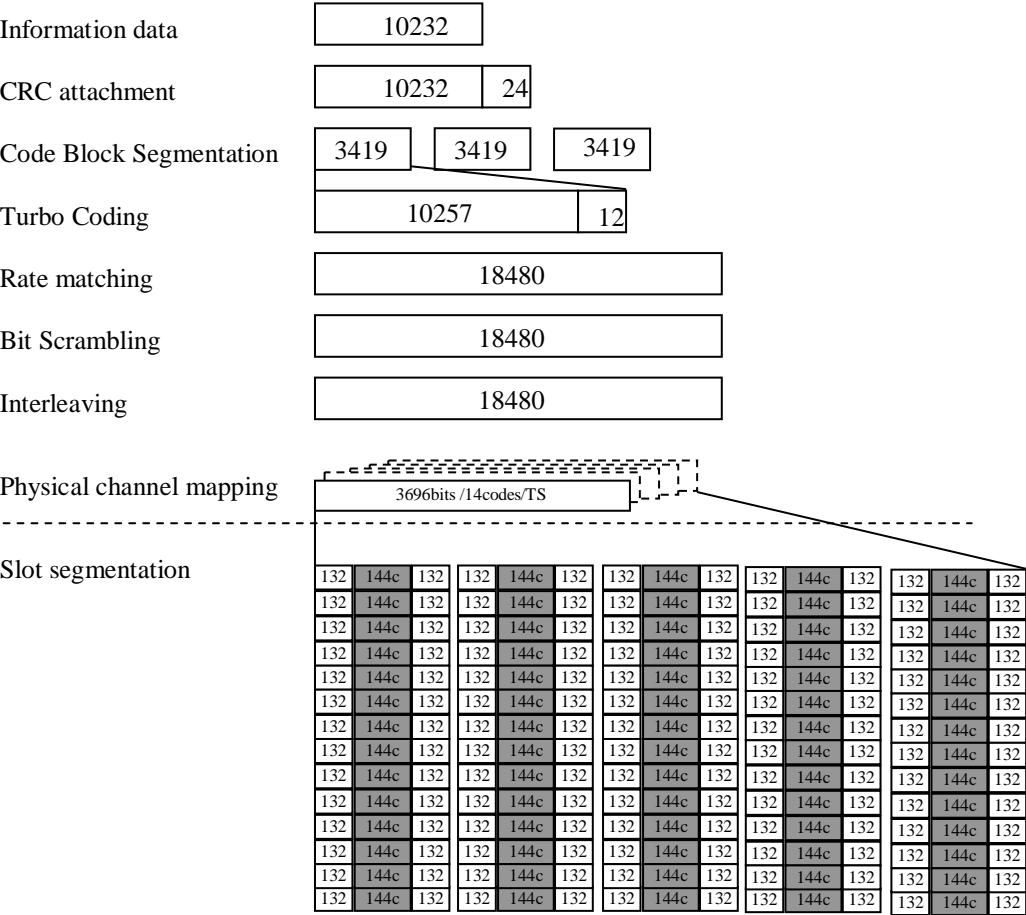 Information data 10232
CRC attachment 10232 24
Code Block Segmentation 3419 3419 3419
Turbo Coding 10257 12
Rate matching 18480
Bit Scrambling 18480
Interleaving 18480
Physical channel mapping 3696bits /14codes/TS
Slot segmentation
132 144c 132 132 144c 132 132 144c 132 132 144c 132 132 144c 132
132 144c 132 132 144c 132 132 144c 132 132 144c 132 132 144c 132
132 144c 132 132 144c 132 132 144c 132 132 144c 132 132 144c 132
132 144c 132 132 144c 132 132 144c 132 132 144c 132 132 144c 132
132 144c 132 132 144c 132 132 144c 132 132 144c 132 132 144c 132
132 144c 132 132 144c 132 132 144c 132 132 144c 132 132 144c 132
132 144c 132 132 144c 132 132 144c 132 132 144c 132 132 144c 132
132 144c 132 132 144c 132 132 144c 132 132 144c 132 132 144c 132
132 144c 132 132 144c 132 132 144c 132 132 144c 132 132 144c 132
132 144c 132 132 144c 132 132 144c 132 132 144c 132 132 144c 132
132 144c 132 132 144c 132 132 144c 132 132 144c 132 132 144c 132
132 144c 132 132 144c 132 132 144c 132 132 144c 132 132 144c 132
132 144c 132 132 144c 132 132 144c 132 132 144c 132 132 144c 132
132 144c 132 132 144c 132 132 144c 132 132 144c 132 132 144c 132